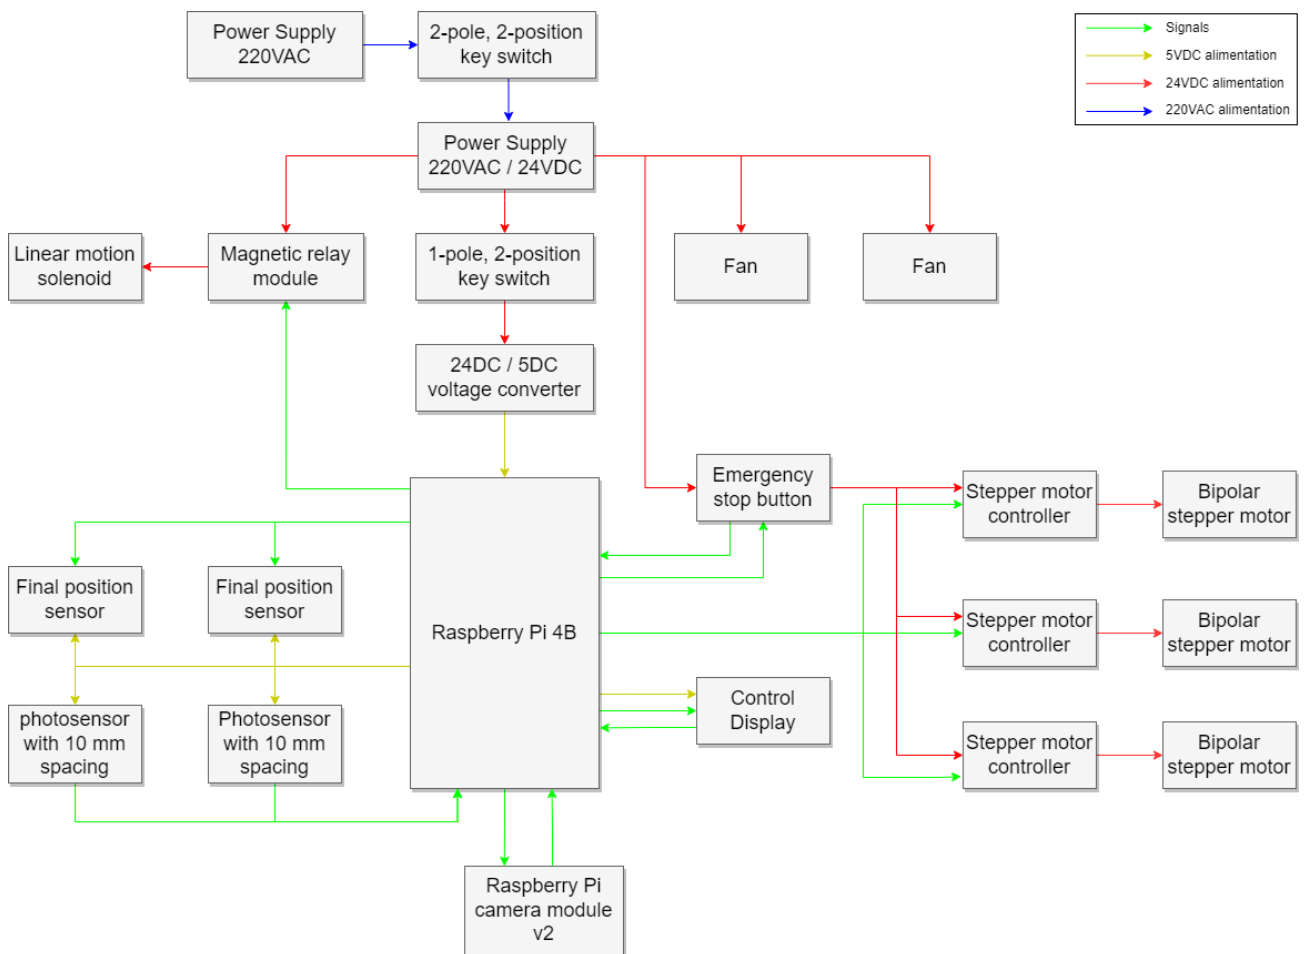 Power Supply
220VAC
2-pole, 2-position
key switch
Signals
5VDC alimentation
24VDC alimentation
220VAC alimentation
Power Supply
220VAC / 24VDC
Linear motion
solenoid
Magnetic relay
module
1-pole, 2-position
key switch
Fan
Fan
24DC / 5DC
voltage converter
Emergency
stop button
Stepper motor
controller
Bipolar
stepper motor
Final position
sensor
Final position
sensor
Raspberry Pi 4B
Stepper motor
controller
Bipolar
stepper motor
photosensor
with 10 mm
spacing
Photosensor
with 10 mm
spacing
Control
Display
Stepper motor
controller
Bipolar
stepper motor
Raspberry Pi
camera module
v2